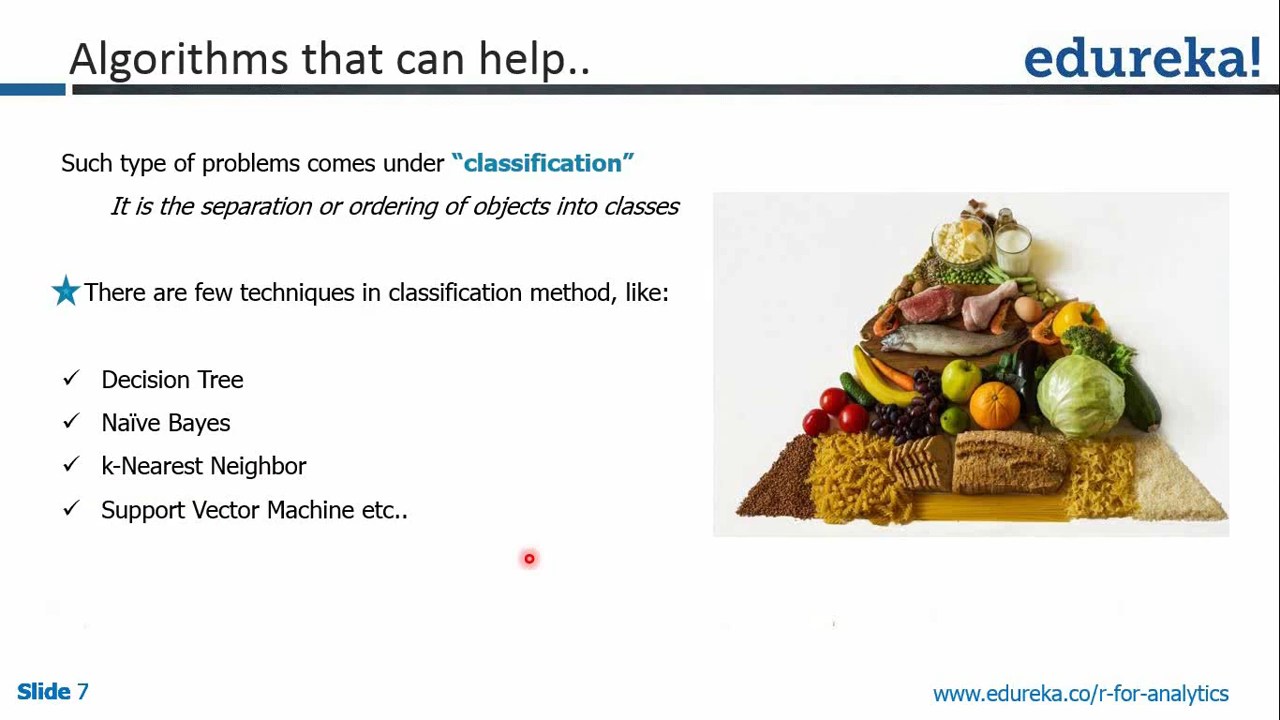 Algorithms that can help..
edureka!
Such type of problems comes under “classification”
It is the separation or ordering of objects into classes
There are few techniques in classification method, like:
Decision Tree
Naïve Bayes
k-Nearest Neighbor
Support Vector Machine etc..
Slide 7
www.edureka.co/r-for-analytics